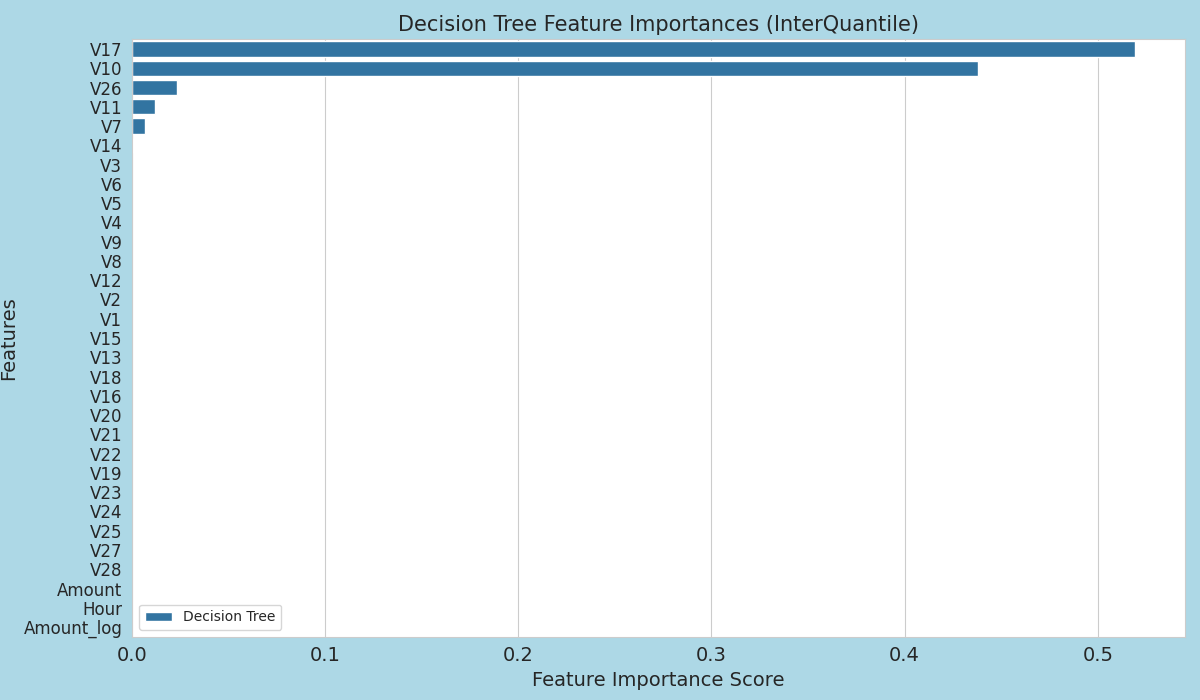 Decision Tree Feature Importances (InterQuantile)
Features
V17
V10
V26
V11
V7
V14
V3
V6
V5
V4
V9
V8
V12
V2
V1
V15
V13
V18
V16
V20
V21
V22
V19
V23
V24
V25
V27
V28
Amount
Hour
Amount_log
Decision Tree
0.0 0.1 0.2 0.3 0.4 0.5
Feature Importance Score